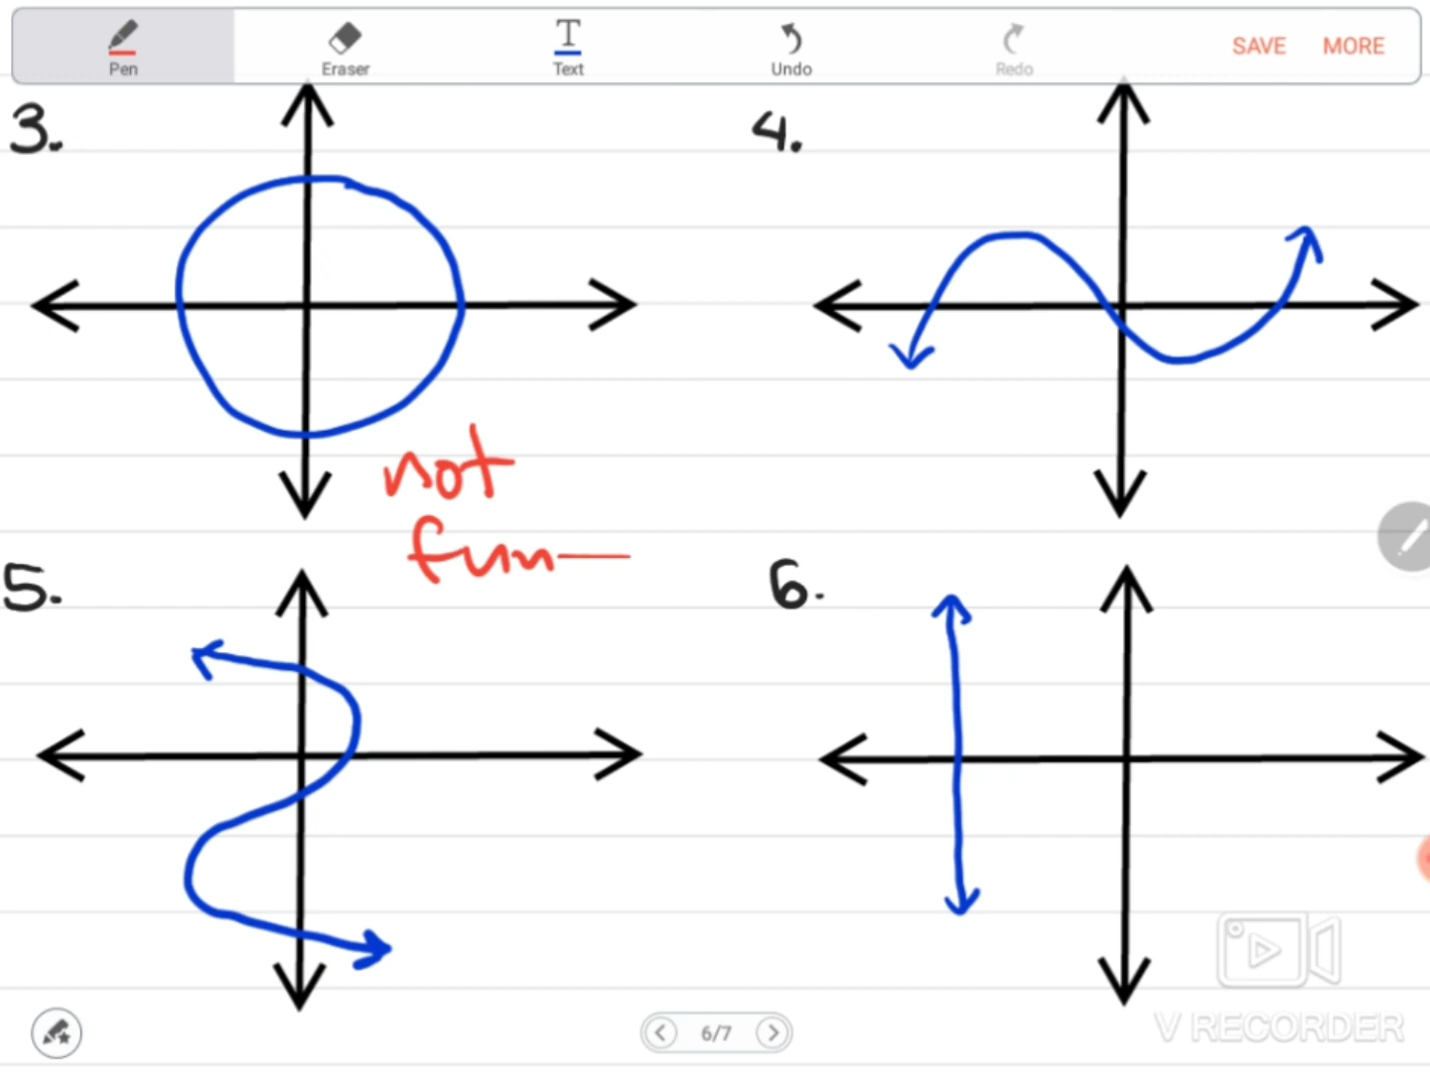 Pen
Eraser
T
Text
Undo
Redo
SAVE
MORE
3.
4.
not
fun
5.
6.
6/7
V RECORDER